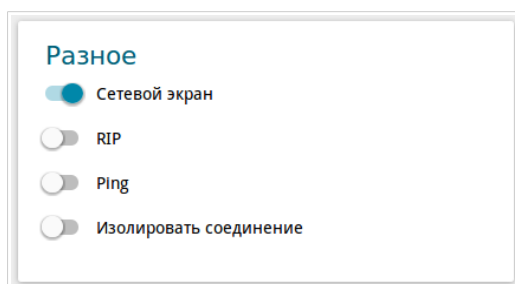 Разное
Сетевой экран
RIP
Ping
Изолировать соединение